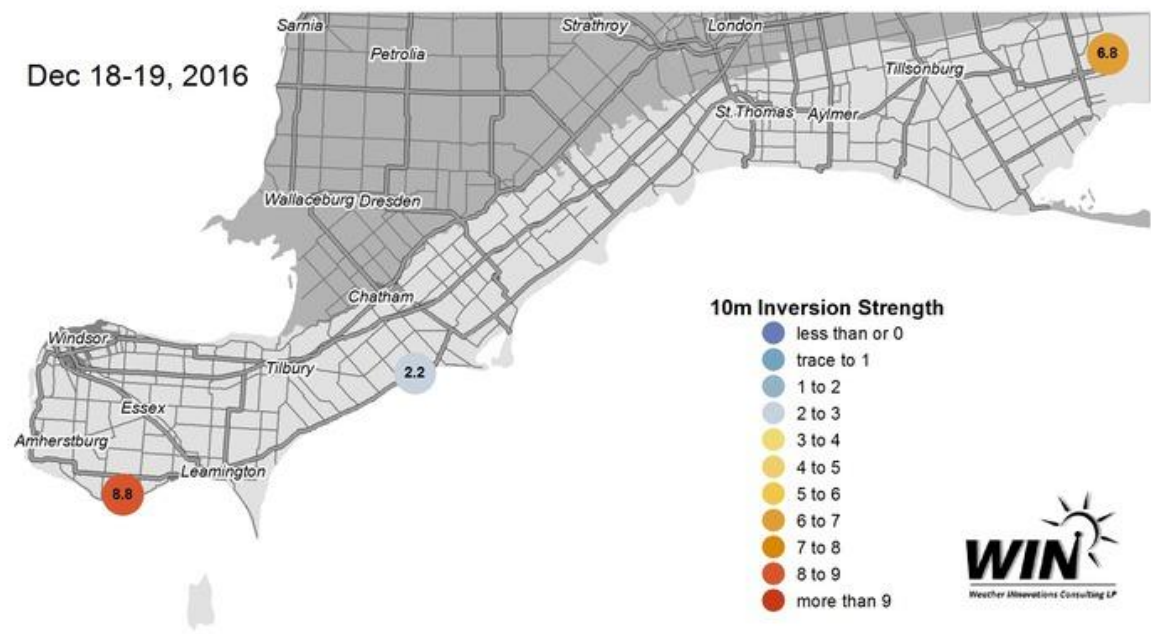 Sarnia
Strathroy
London
Petrolia
Dec 18-19, 2016
6.8
Tillsonburg
St.Thomas
Aylmer
Wallaceburg
Dresden
Chatham
Windsor
Tilbury
2.2
Essex
Amherstburg
Leamington
8.8
10m Inversion Strength
less than or 0
trace to 1
1 to 2
2 to 3
3 to 4
4 to 5
5 to 6
6 to 7
7 to 8
8 to 9
more than 9
WIN
Weather INnovations Consulting LP